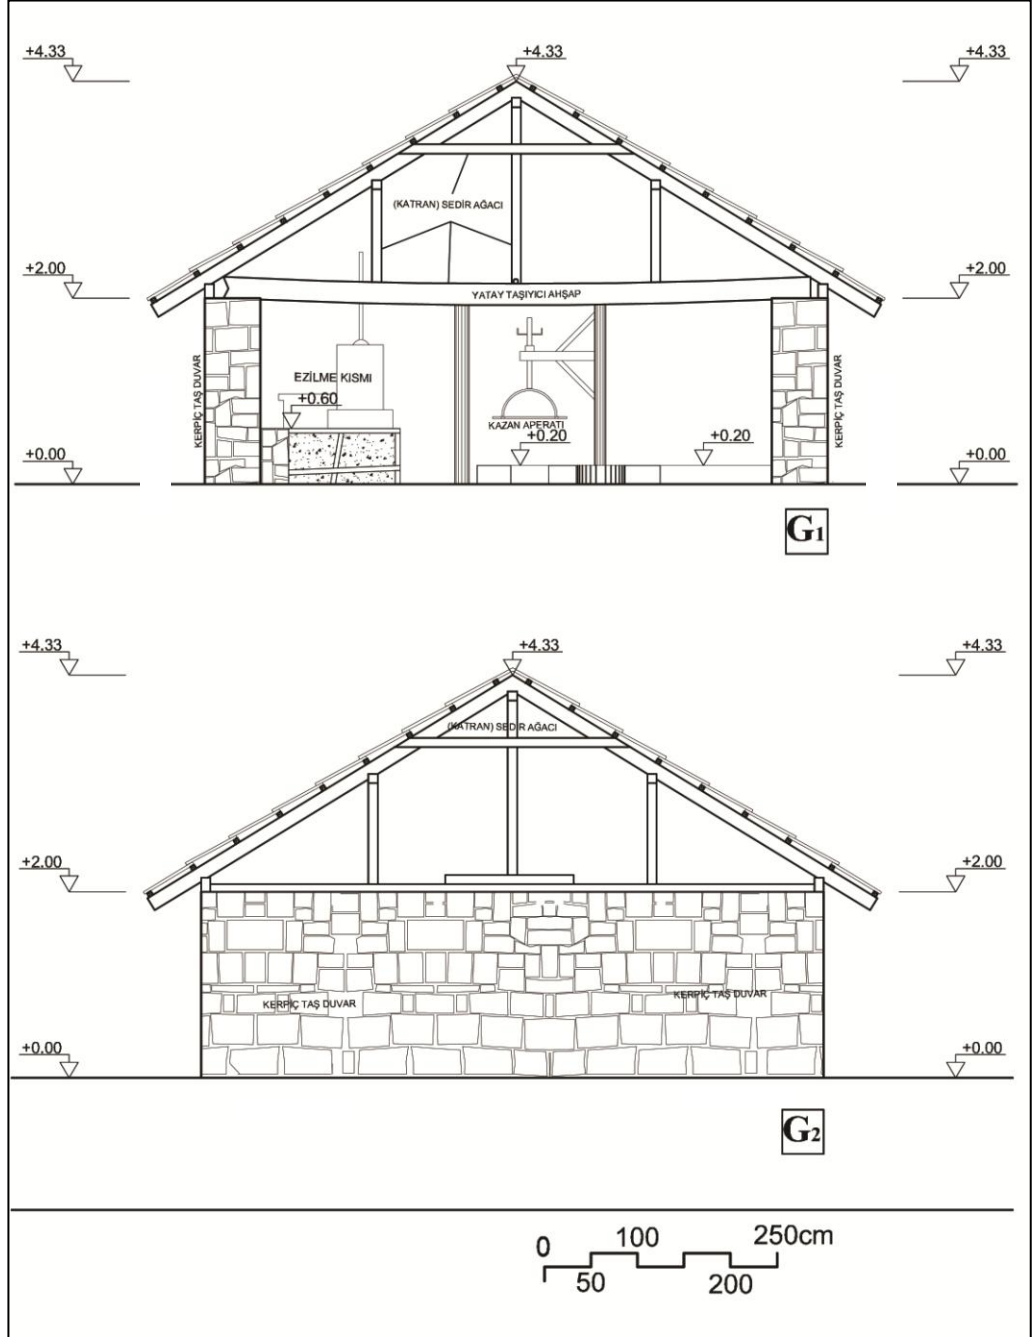 +4.33 +4.33 +4.33
(KATRAN) SEDİR AĞACI
+2.00 +2.00
YATAY TAŞIYICI AHŞAP
KERPİÇ TAŞ DUVAR
EZİLME KISMI
KERPİÇ TAŞ DUVAR
+0.60
KAZAN APERATI
+0.20 +0.20
+0.00 +0.00
G1
+4.33 +4.33 +4.33
(KATRAN) SEDİR AĞACI
+2.00 +2.00
KERPİÇ TAŞ DUVAR KERPİÇ TAŞ DUVAR
+0.00 +0.00
G2
0 100 250cm
50 200